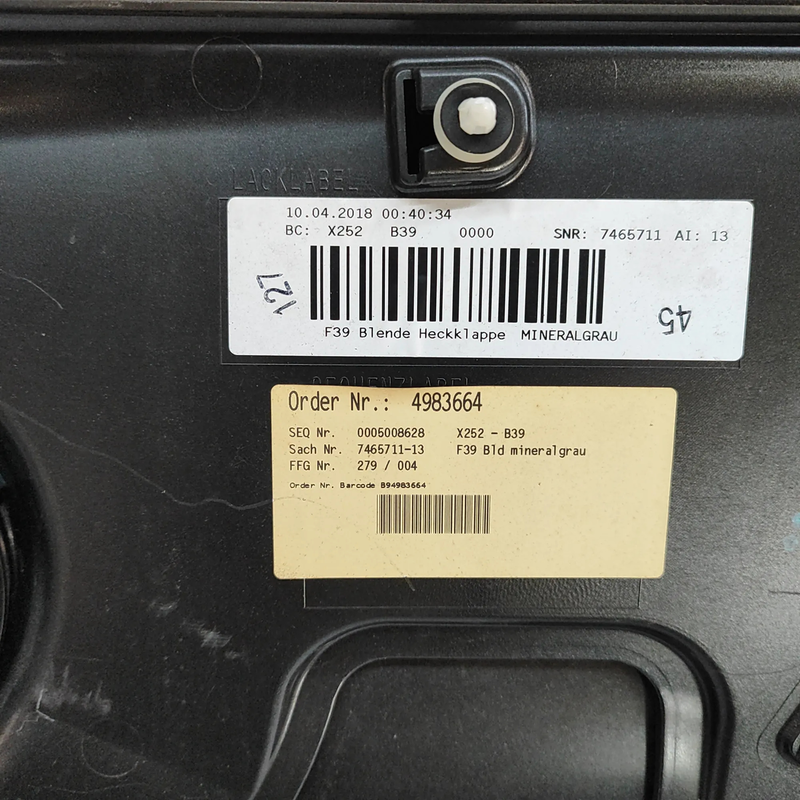 LACKLABEL
10.04.2018 00:40:34
BC: X252 B39 0000 SNR: 7465711 AI: 13
127
45
F39 Blende Heckklappe MINERALGRAU
SEQUENZLABEL
Order Nr.: 4983664
SEQ Nr. 0005008628 X252 - B39
Sach Nr. 7465711-13 F39 Bld mineralgrau
FFG Nr. 279 / 004
Order Nr. Barcode B94983664